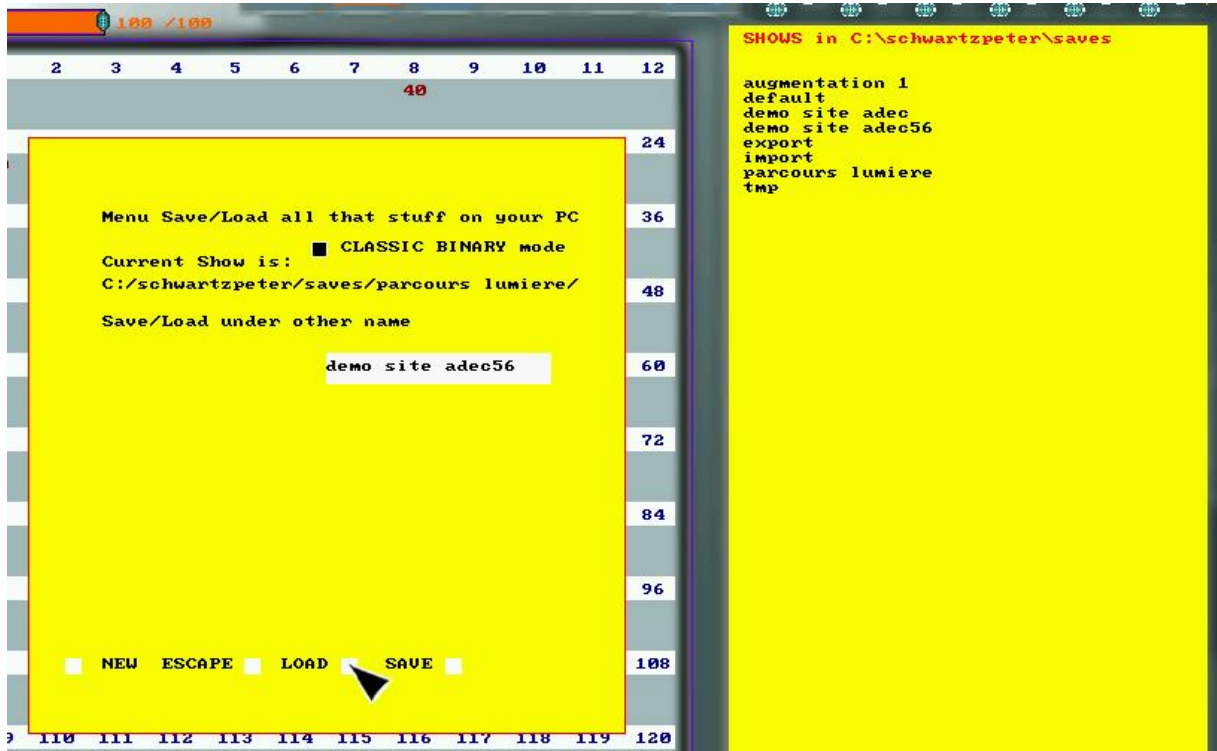 100 /100
2 3 4 5 6 7 8 9 10 11 12
40
24
Menu Save/Load all that stuff on your PC
36
CLASSIC BINARY mode
Current Show is:
C:/schwartzpeter/saves/parcours lumiere/
48
Save/Load under other name
demo site adec56
60
72
84
96
NEW ESCAPE LOAD SAVE
108
110 111 112 113 114 115 116 117 118 119 120
SHOWS in C:\schwartzpeter\saves
augmentation 1
default
demo site adec
demo site adec56
export
import
parcours lumiere
tmp